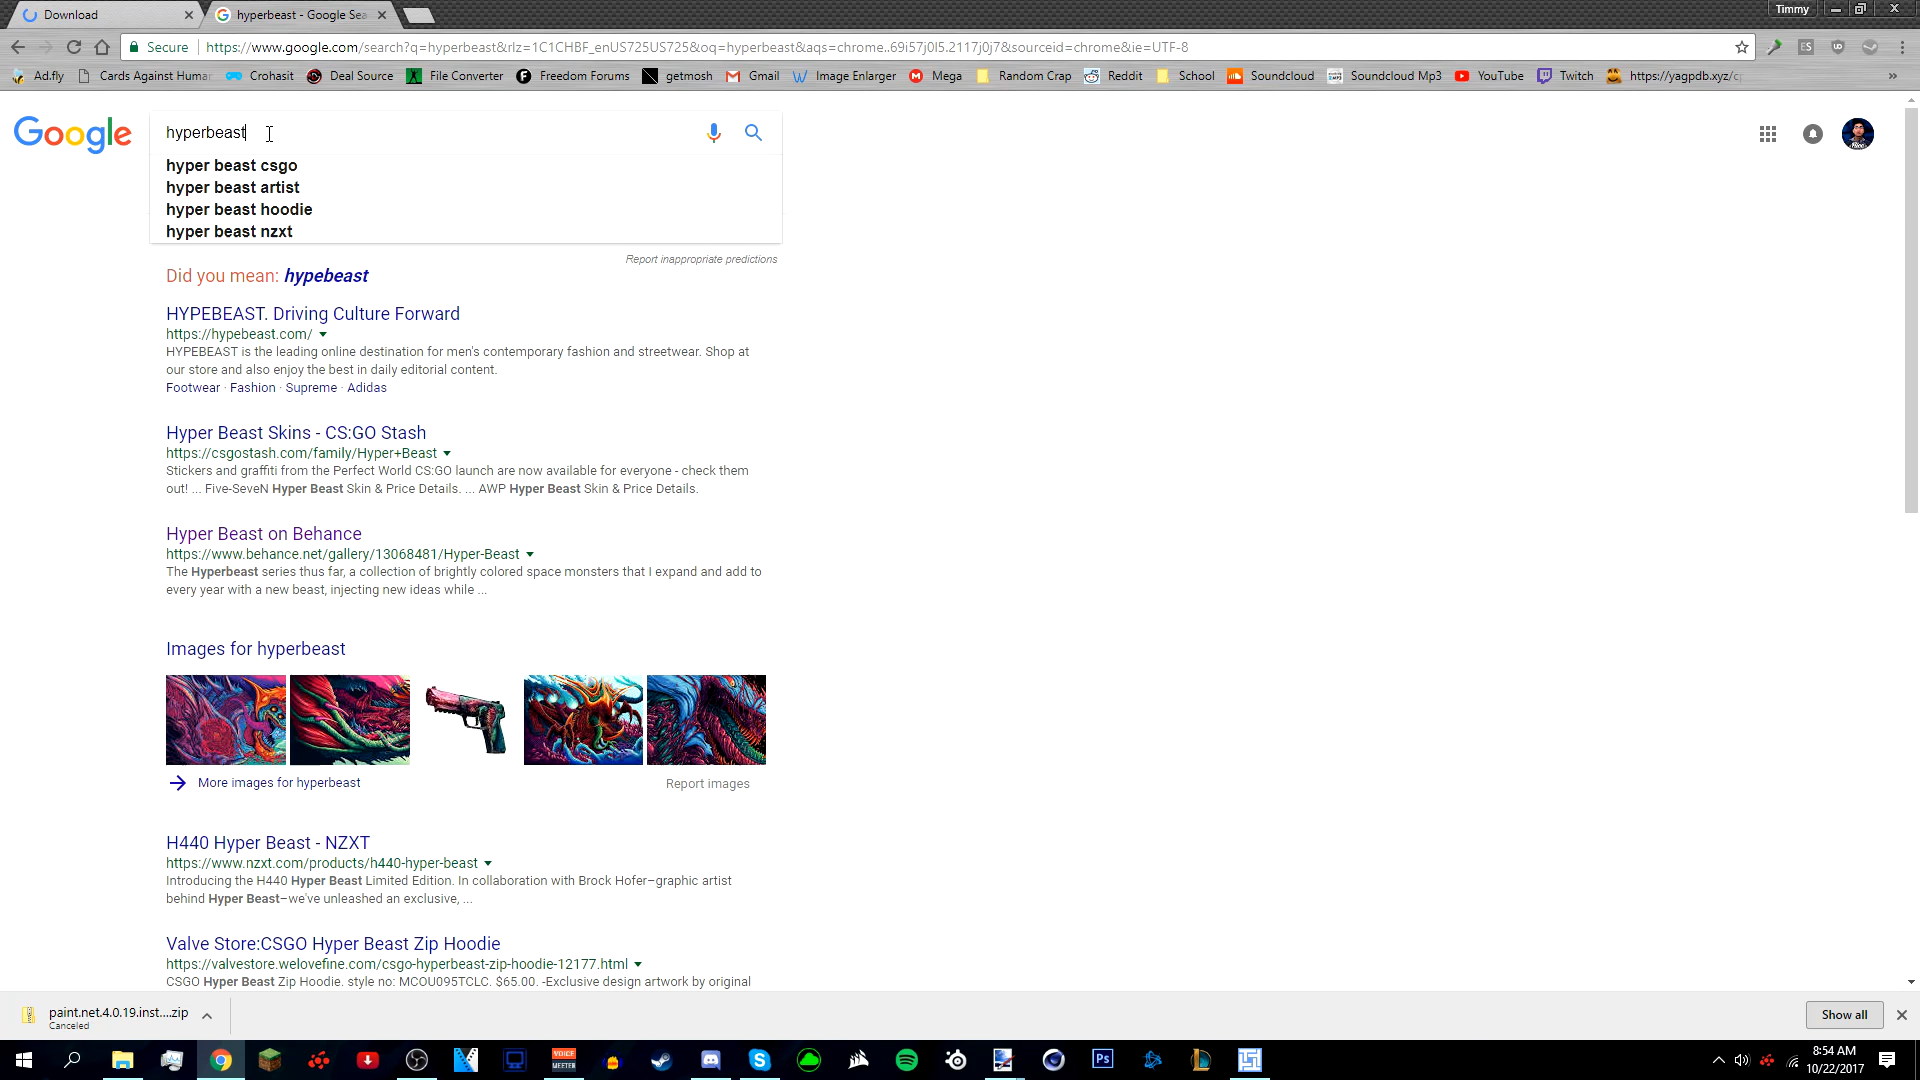 Download
hyperbeast - Google Sea
Timmy
Secure https://www.google.com/search?q=hyperbeast&rlz=1C1CHBF_enUS725US725&oq=hyperbeast&aqs=chrome..69i57j0l5.2117j0j7&sourceid=chrome&ie=UTF-8
Ad.fly Cards Against Humar Crohasit Deal Source File Converter Freedom Forums getmosh Gmail Image Enlarger Mega Random Crap Reddit School Soundcloud Soundcloud Mp3 YouTube Twitch https://yagpdb.xyz/cp
Google
hyperbeast
hyper beast csgo
hyper beast artist
hyper beast hoodie
hyper beast nzxt
Report inappropriate predictions
Did you mean: hypebeast
HYPEBEAST. Driving Culture Forward
https://hypebeast.com/
HYPEBEAST is the leading online destination for men's contemporary fashion and streetwear. Shop at
our store and also enjoy the best in daily editorial content.
Footwear · Fashion · Supreme · Adidas
Hyper Beast Skins - CS:GO Stash
https://csgostash.com/family/Hyper+Beast
Stickers and graffiti from the Perfect World CS:GO launch are now available for everyone - check them
out! ... Five-SeveN Hyper Beast Skin & Price Details. ... AWP Hyper Beast Skin & Price Details.
Hyper Beast on Behance
https://www.behance.net/gallery/13068481/Hyper-Beast
The Hyperbeast series thus far, a collection of brightly colored space monsters that I expand and add to
every year with a new beast, injecting new ideas while ...
Images for hyperbeast
More images for hyperbeast
Report images
H440 Hyper Beast - NZXT
https://www.nzxt.com/products/h440-hyper-beast
Introducing the H440 Hyper Beast Limited Edition. In collaboration with Brock Hofer–graphic artist
behind Hyper Beast–we've unleashed an exclusive, ...
Valve Store:CSGO Hyper Beast Zip Hoodie
https://valvestore.welovefine.com/csgo-hyperbeast-zip-hoodie-12177.html
CSGO Hyper Beast Zip Hoodie. style no: MCOU095TCLC. $65.00. -Exclusive design artwork by original
paint.net.4.0.19.inst....zip
Canceled
Show all
VOICE
MEETER
Ps
8:54 AM
10/22/2017